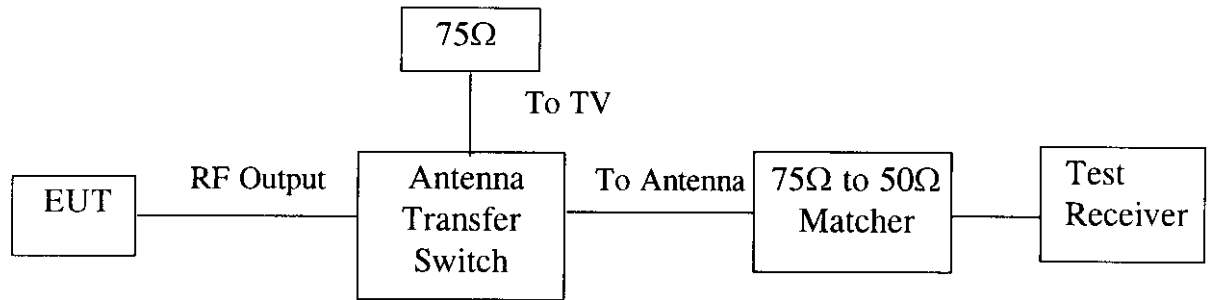 75Ω
To TV
EUT
RF Output
Antenna
Transfer
Switch
To Antenna
75Ω to 50Ω
Matcher
Test
Receiver